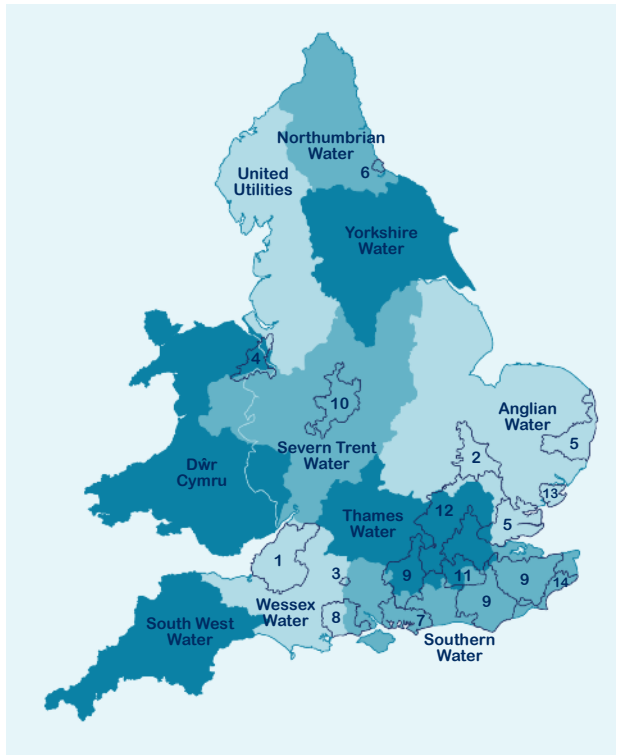 Northumbrian
Water
6
United
Utilities
Yorkshire
Water
4
10
Anglian
Water
5
Severn Trent
Water
2
Dŵr
Cymru
13
12
Thames
Water
5
1
3
9
11
9
14
Wessex
Water
8
7
9
South West
Water
Southern
Water